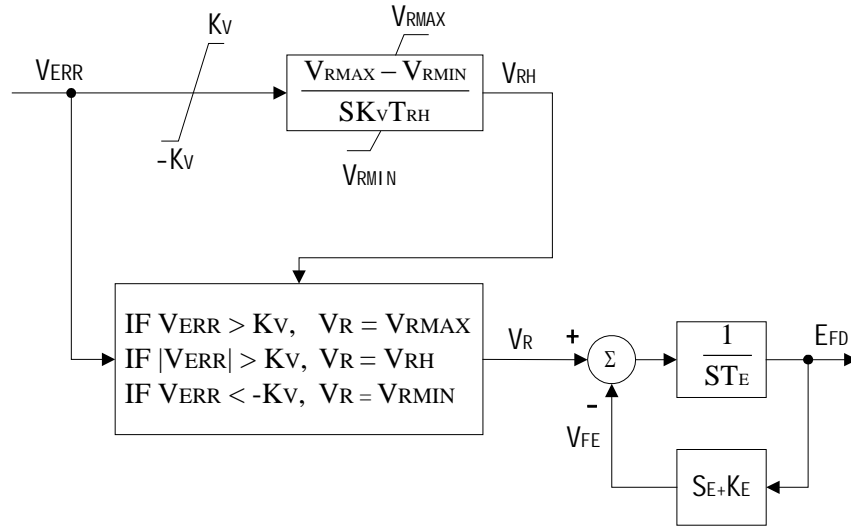 KV
VRMAX
VERR
VRMAX – VRMIN
SKVTRH
VRH
-KV
VRMIN
IF VERR > KV, VR = VRMAX
IF |VERR| > KV, VR = VRH
IF VERR < -KV, VR = VRMIN
VR
+
Σ
-
1
STE
EFD
VFE
SE+KE